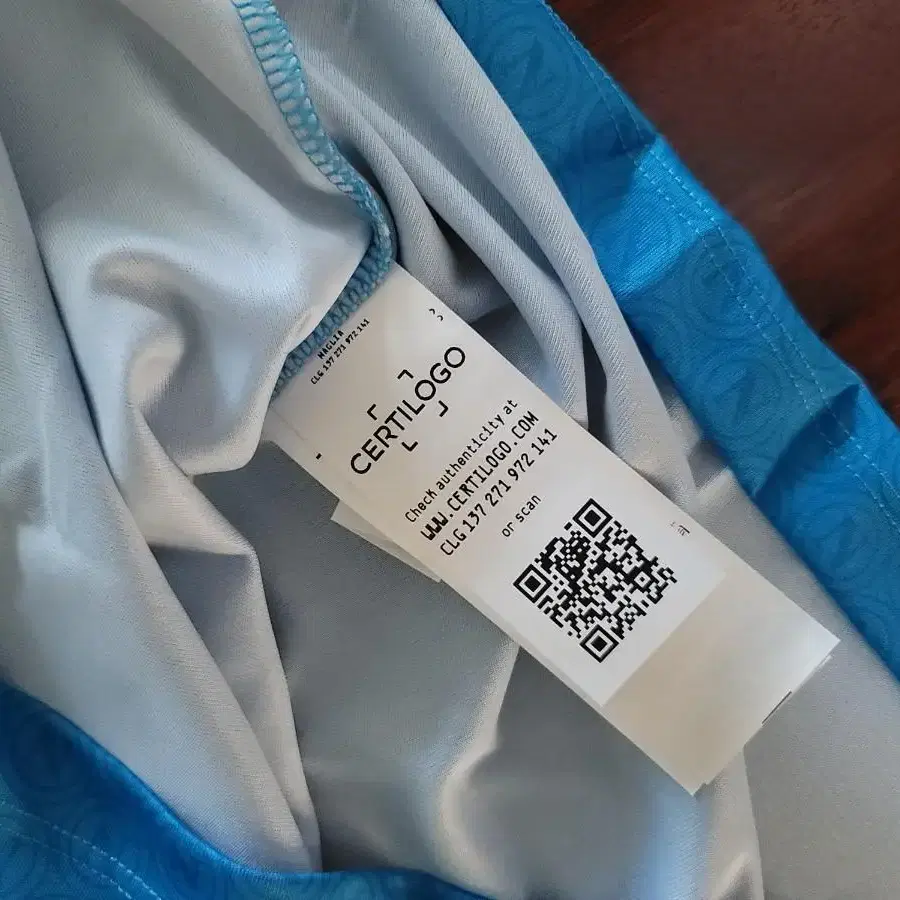 MAGLIA
CLG 137 271 972 141
CERTILOGO
Check authenticity at
WWW.CERTILOGO.COM
CLG 137 271 972 141
or scan